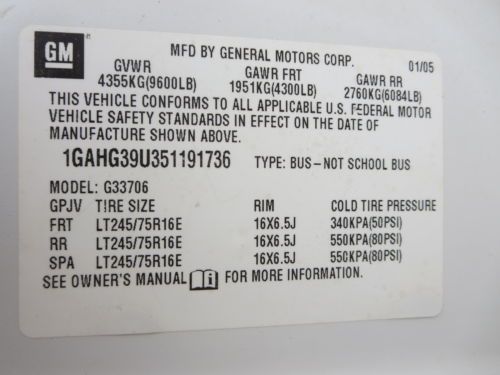 GM
MFD BY GENERAL MOTORS CORP. 01/05
GVWR GAWR FRT GAWR RR
4355KG(9600LB) 1951KG(4300LB) 2760KG(6084LB)
THIS VEHICLE CONFORMS TO ALL APPLICABLE U.S. FEDERAL MOTOR
VEHICLE SAFETY STANDARDS IN EFFECT ON THE DATE OF
MANUFACTURE SHOWN ABOVE.
1GAHG39U351191736 TYPE: BUS-NOT SCHOOL BUS
MODEL: G33706
GPJV TIRE SIZE RIM COLD TIRE PRESSURE
FRT LT245/75R16E 16X6.5J 340KPA(50PSI)
RR LT245/75R16E 16X6.5J 550KPA(80PSI)
SPA LT245/75R16E 16X6.5J 550KPA(80PSI)
SEE OWNER'S MANUAL FOR MORE INFORMATION.